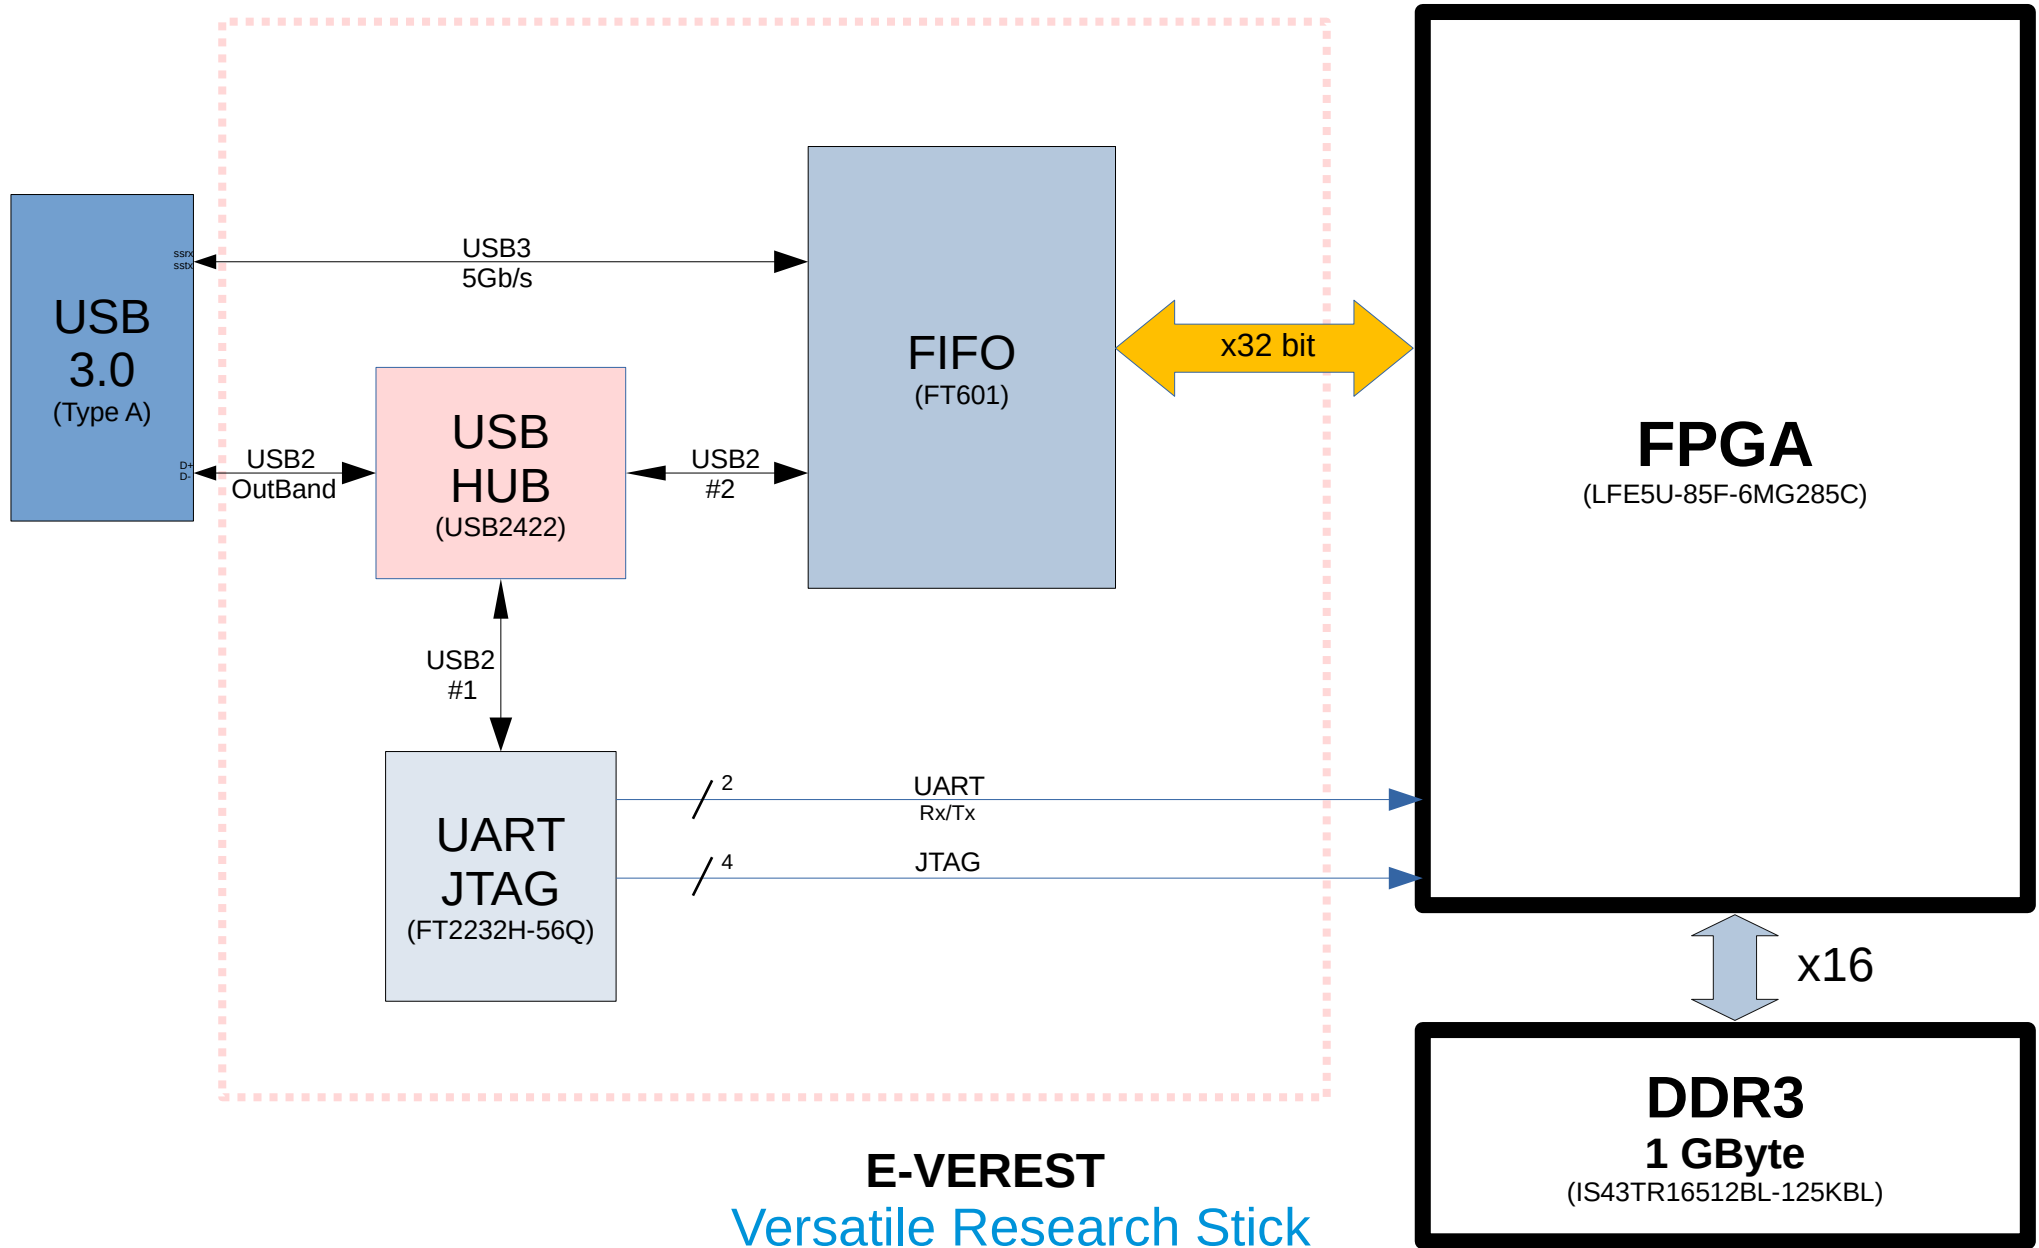 ssrx
sstx
USB
3.0
(Type A)
D+
D-
USB3
5Gb/s
USB2
OutBand
USB
HUB
(USB2422)
USB2
#2
FIFO
(FT601)
x32 bit
FPGA
(LFE5U-85F-6MG285C)
USB2
#1
UART
JTAG
(FT2232H-56Q)
2
UART
Rx/Tx
4
JTAG
x16
DDR3
1 GByte
(IS43TR16512BL-125KBL)
E-VEREST
Versatile Research Stick